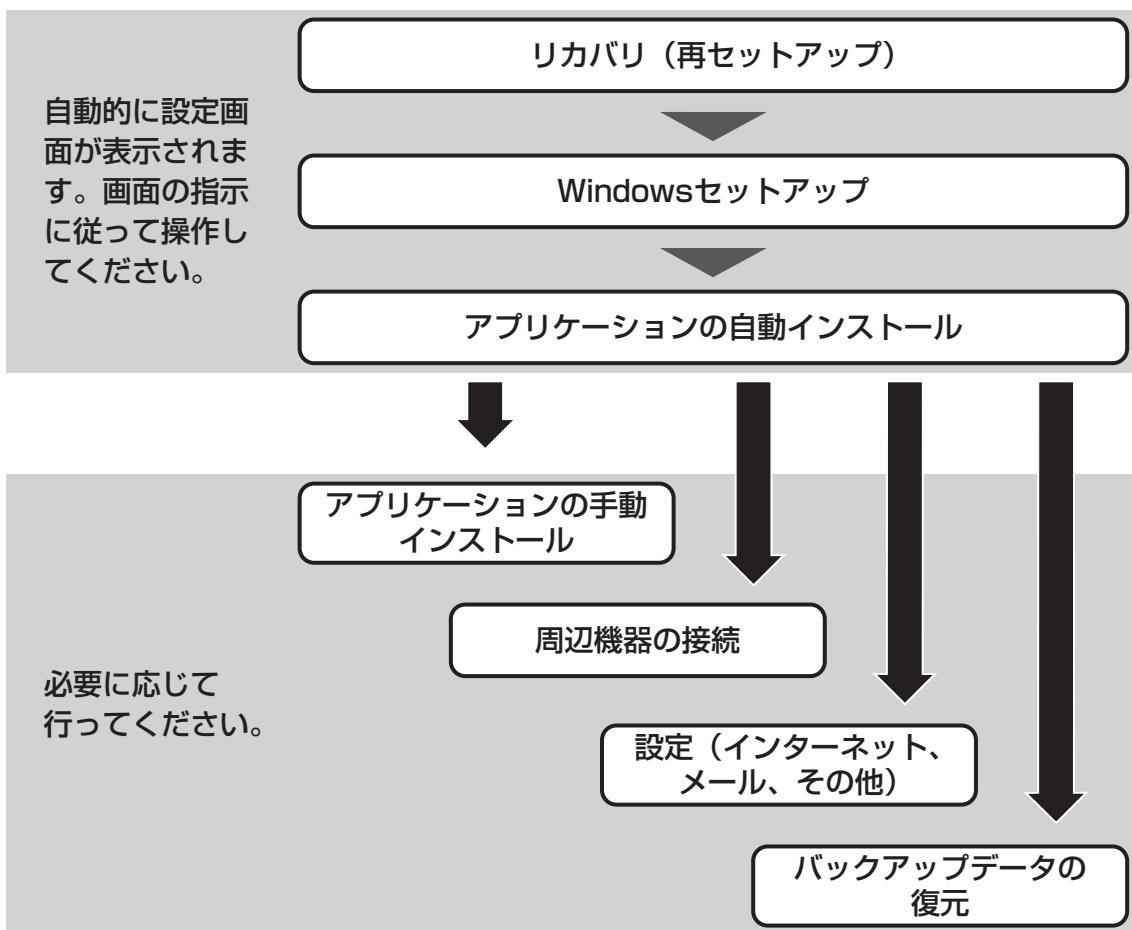 リカバリ（再セットアップ）
自動的に設定画
面が表示されま
す。画面の指示
に従って操作し
てください。
Windowsセットアップ
アプリケーションの自動インストール
アプリケーションの手動
インストール
周辺機器の接続
必要に応じて
行ってください。
設定（インターネット、
メール、その他）
バックアップデータの
復元